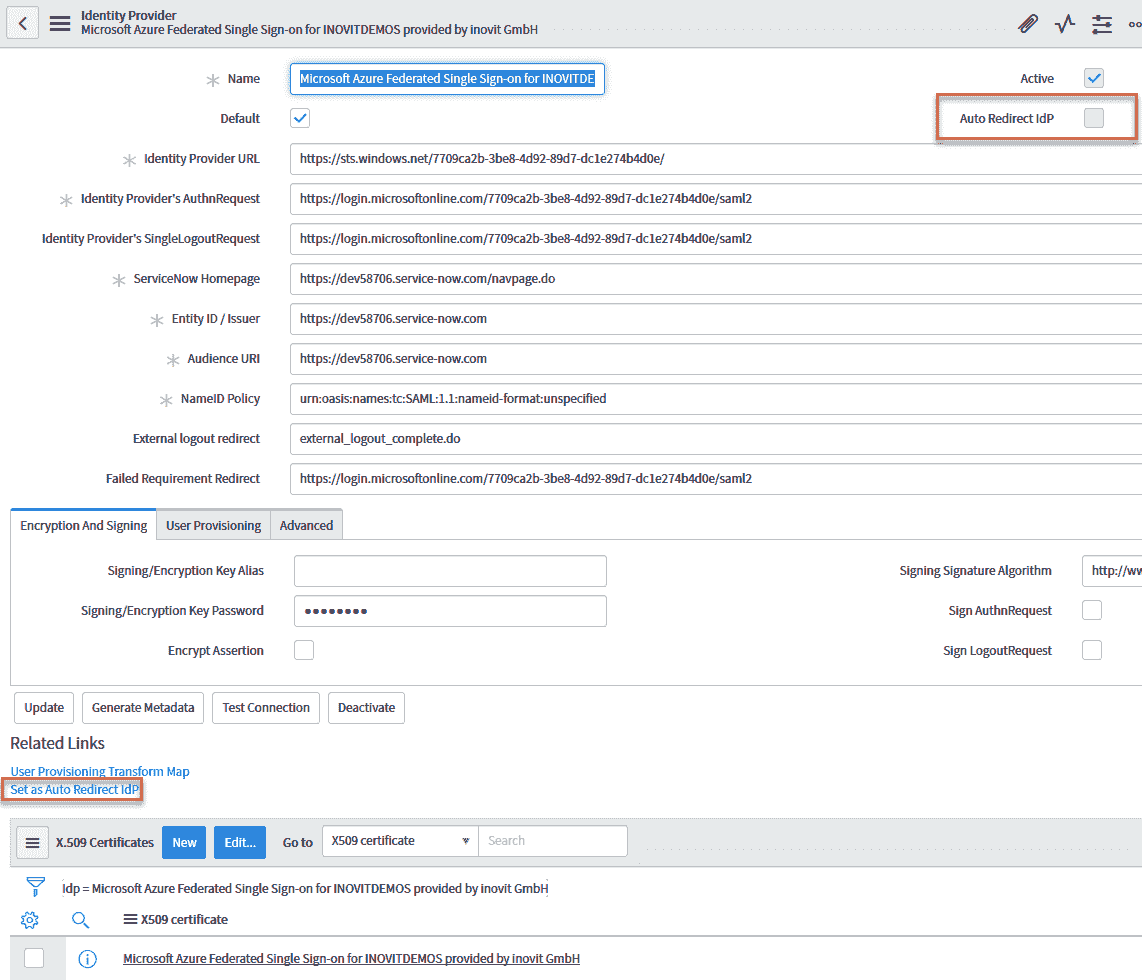 Identity Provider
Microsoft Azure Federated Single Sign-on for INOVITDEMOS provided by inovit GmbH
Name Microsoft Azure Federated Single Sign-on for INOVITDE Active
Default Auto Redirect IdP
Identity Provider URL https://sts.windows.net/7709ca2b-3be8-4d92-89d7-dc1e274b4d0e/
Identity Provider's AuthnRequest https://login.microsoftonline.com/7709ca2b-3be8-4d92-89d7-dc1e274b4d0e/saml2
Identity Provider's SingleLogoutRequest https://login.microsoftonline.com/7709ca2b-3be8-4d92-89d7-dc1e274b4d0e/saml2
ServiceNow Homepage https://dev58706.service-now.com/navpage.do
Entity ID / Issuer https://dev58706.service-now.com
Audience URI https://dev58706.service-now.com
NameID Policy urn:oasis:names:tc:SAML:1.1:nameid-format:unspecified
External logout redirect external_logout_complete.do
Failed Requirement Redirect https://login.microsoftonline.com/7709ca2b-3be8-4d92-89d7-dc1e274b4d0e/saml2
Encryption And Signing User Provisioning Advanced
Signing/Encryption Key Alias Signing Signature Algorithm http://ww
Signing/Encryption Key Password ●●●●●●●● Sign AuthnRequest
Encrypt Assertion Sign LogoutRequest
Update Generate Metadata Test Connection Deactivate
Related Links
User Provisioning Transform Map
Set as Auto Redirect IdP
X.509 Certificates New Edit... Go to X509 certificate Search
Idp = Microsoft Azure Federated Single Sign-on for INOVITDEMOS provided by inovit GmbH
X509 certificate
Microsoft Azure Federated Single Sign-on for INOVITDEMOS provided by inovit GmbH